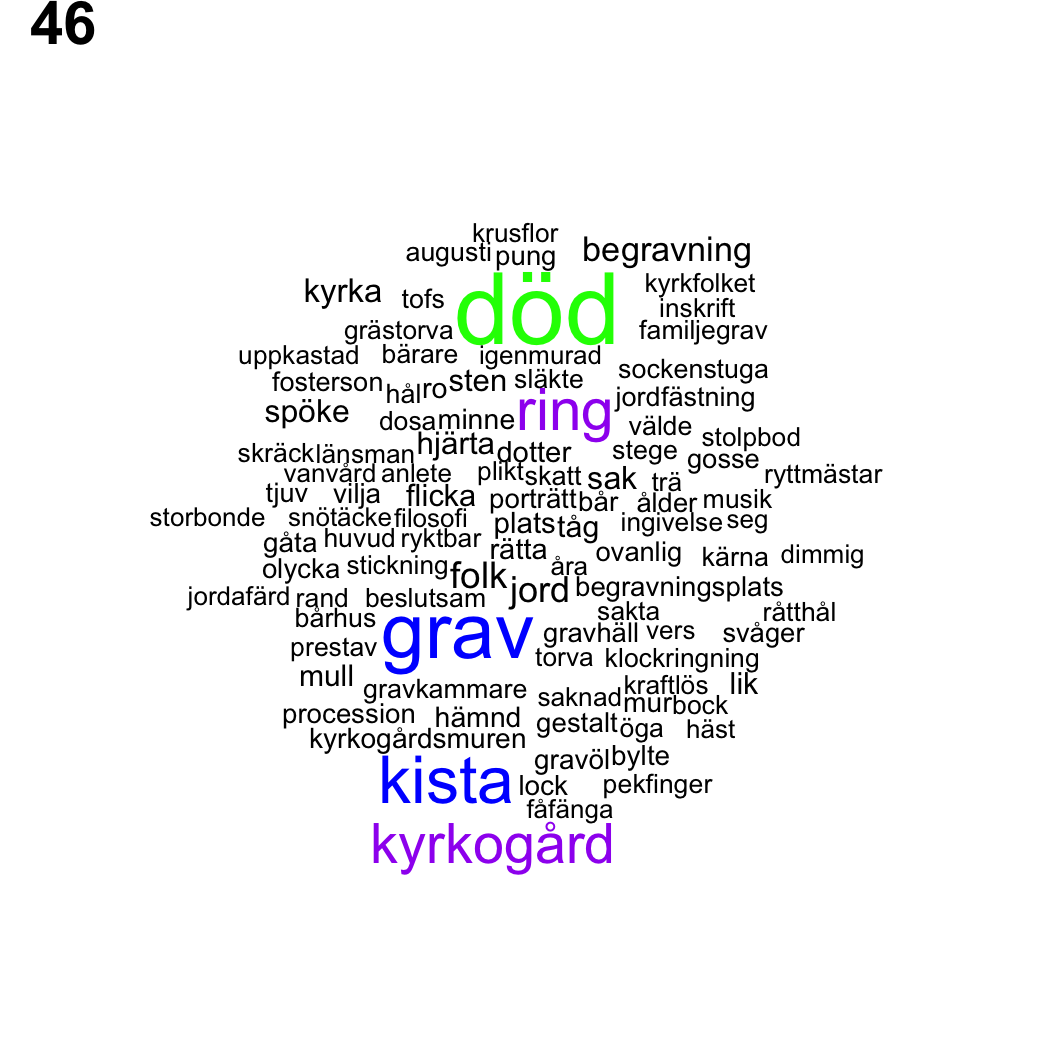 46
krusflor
augusti pung begravning
kyrka tofs död kyrkfolket
inskrift
grästorva familjegrav
uppkastad bärare igenmurad
fosterson hål ro sten släkte sockenstuga
spöke dosa minne ring jordfästning
välde
skräck länsman hjärta dotter stege gosse stolpbod
vanvård anlete plikt skatt sak trä ryttmästar
tjuv vilja flicka porträtt bår ålder musik
storbonde snötäcke filosofi plats tåg ingivelse seg
gåta huvud ryktbar rätta ovanlig kärna dimmig
olycka stickning folk åra
jordafärd rand beslutsam jord begravningsplats
bårhus grav sakta råtthål
prestav gravhäll vers svåger
torva klockringning
mull gravkammare saknad kraftlös lik
procession hämnd gestalt mur bock
kyrkogårdsmuren öga häst
gravöl bylte
kista lock pekfinger
fåfänga
kyrkogård